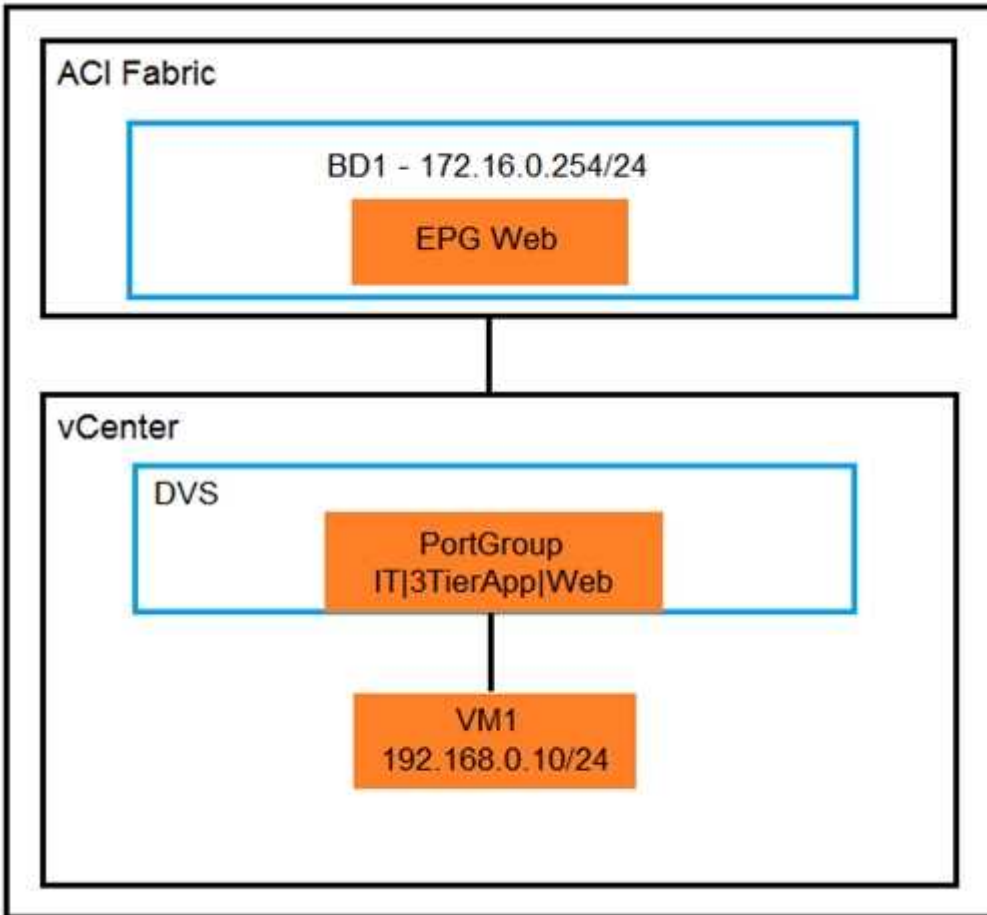 ACI Fabric
BD1 - 172.16.0.254/24
EPG Web
vCenter
DVS
PortGroup
IT|3TierApp|Web
VM1
192.168.0.10/24